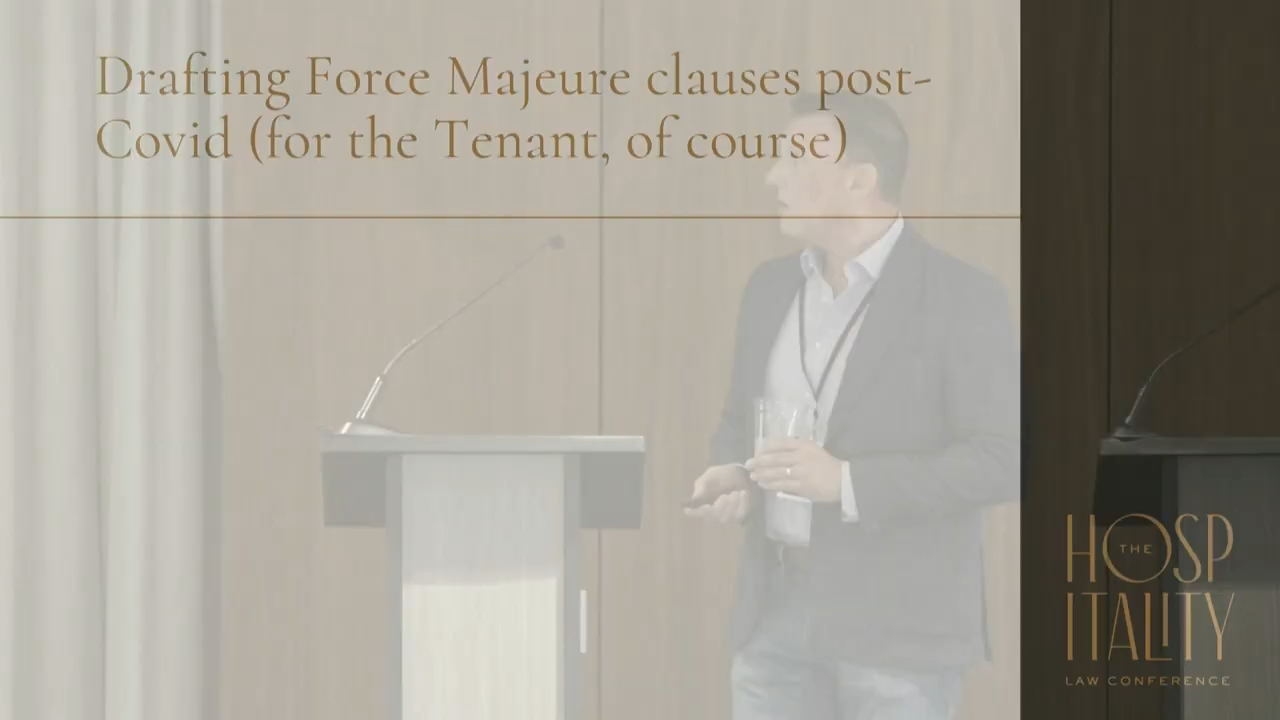 Drafting Force Majeure clauses post-
Covid (for the Tenant, of course)
THE
HOSP
ITALITY
LAW CONFERENCE